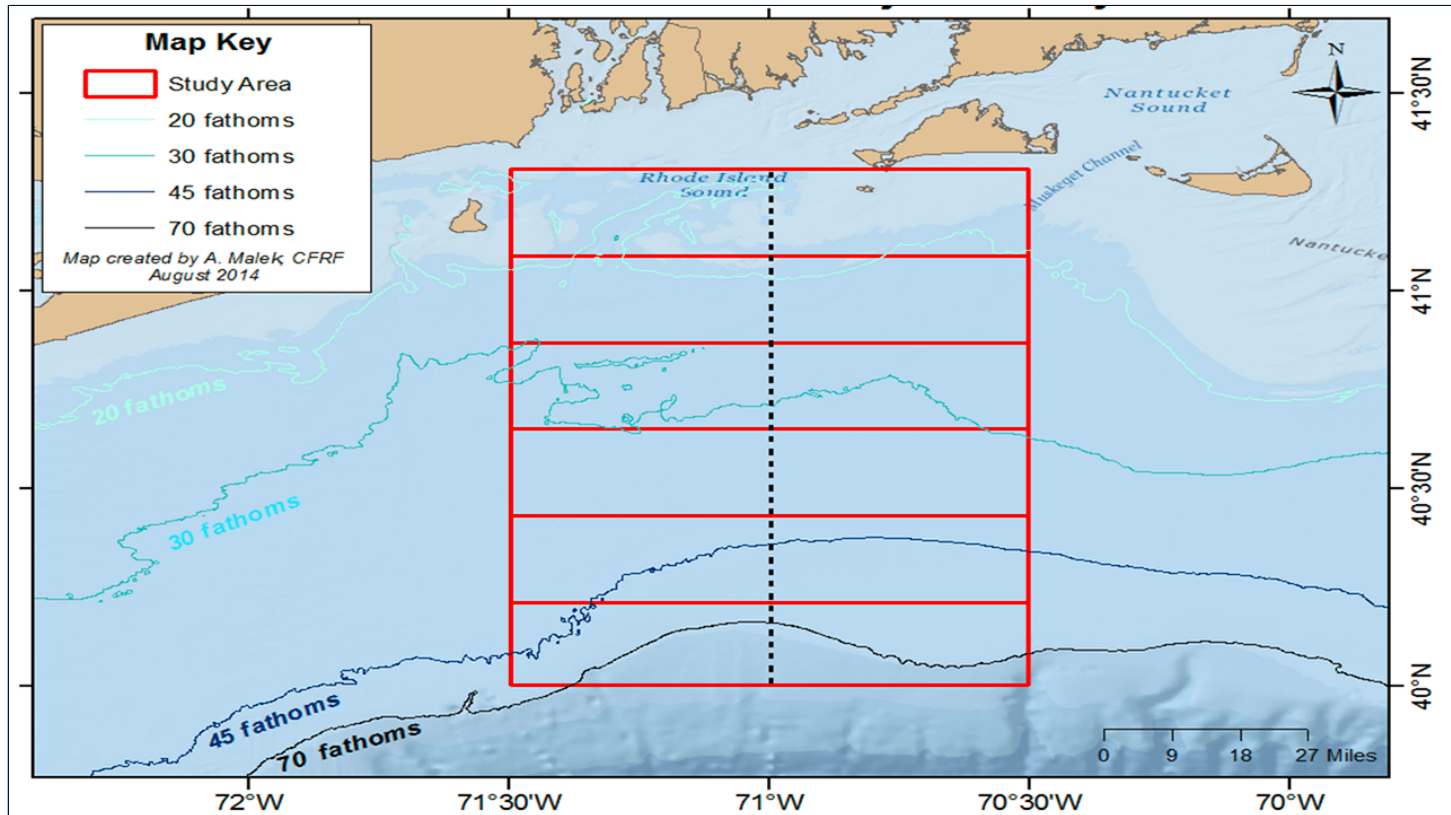 Map Key
Study Area
20 fathoms
30 fathoms
45 fathoms
70 fathoms
Map created by A. Malek, CFRF
August 2014
N
Nantucket
Sound
Muskeget Channel
Rhode Island
Sound
Nantucke
20 fathoms
30 fathoms
45 fathoms
70 fathoms
41°30'N
41°N
40°30'N
40°N
0 9 18 27 Miles
72°W 71°30'W 71°W 70°30'W 70°W